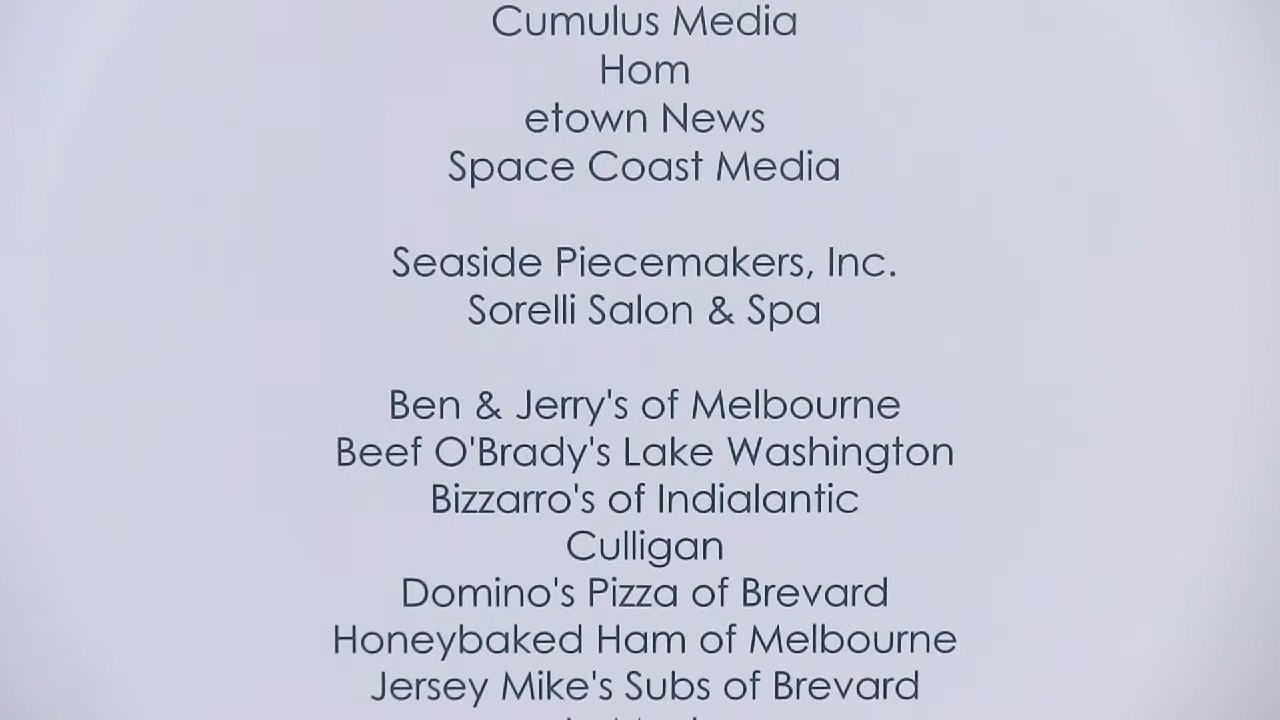 Cumulus Media
Hom
etown News
Space Coast Media
Seaside Piecemakers, Inc.
Sorelli Salon & Spa
Ben & Jerry's of Melbourne
Beef O'Brady's Lake Washington
Bizzarro's of Indialantic
Culligan
Domino's Pizza of Brevard
Honeybaked Ham of Melbourne
Jersey Mike's Subs of Brevard